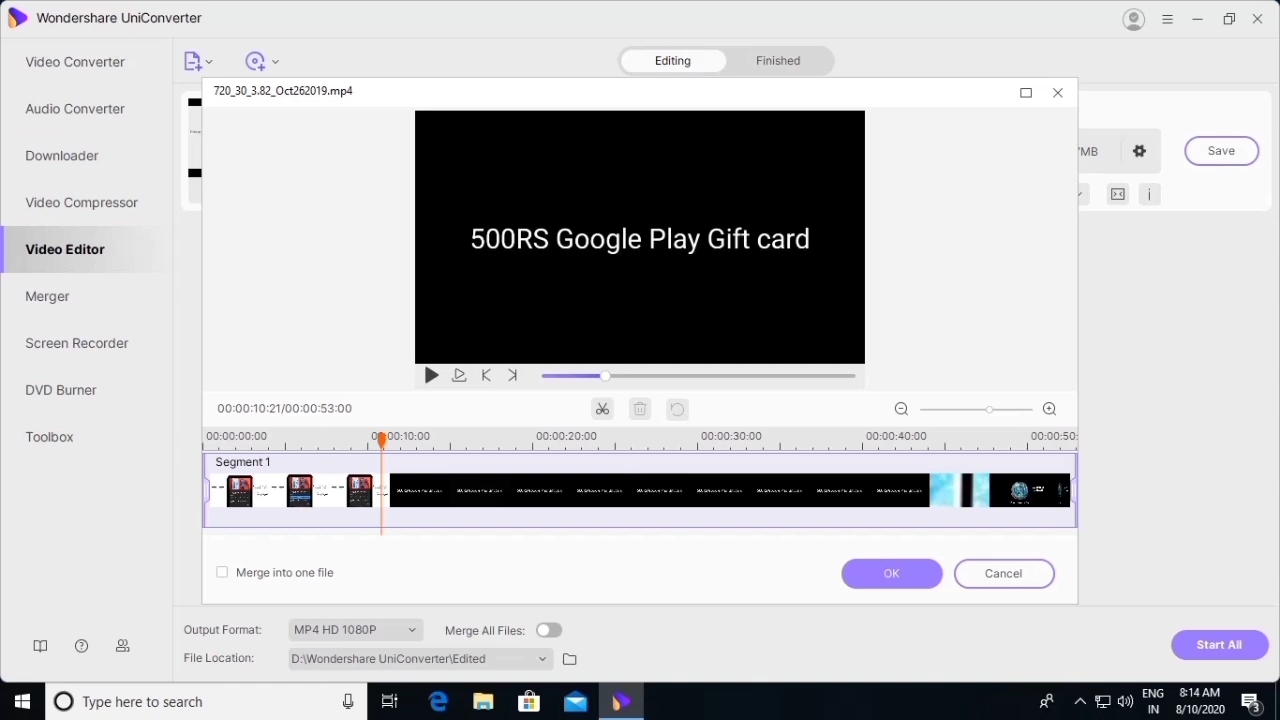 Wondershare UniConverter
Video Converter
Audio Converter
Downloader
Video Compressor
Video Editor
Merger
Screen Recorder
DVD Burner
Toolbox
Editing
Finished
720_30_3.82_Oct262019.mp4
MB
Save
500RS Google Play Gift card
00:00:10:21/00:00:53:00
00:00:00:00
00:00:10:00
00:00:20:00
00:00:30:00
00:00:40:00
00:00:50:
Segment 1
Merge into one file
OK
Cancel
Output Format:
MP4 HD 1080P
Merge All Files:
File Location:
D:\Wondershare UniConverter\Edited
Start All
Type here to search
ENG
IN
8:14 AM
8/10/2020
3